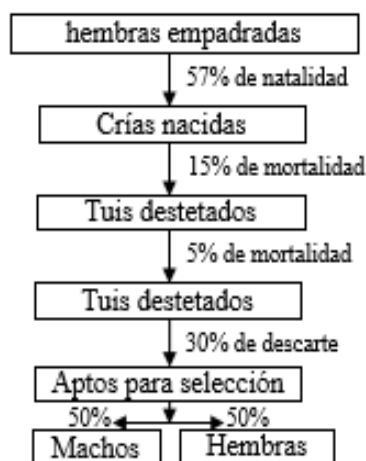 hembras empadradas
57% de natalidad
Crías nacidas
15% de mortalidad
Tuis destetados
5% de mortalidad
Tuis destetados
30% de descarte
Aptos para selección
50% 50%
Machos Hembras